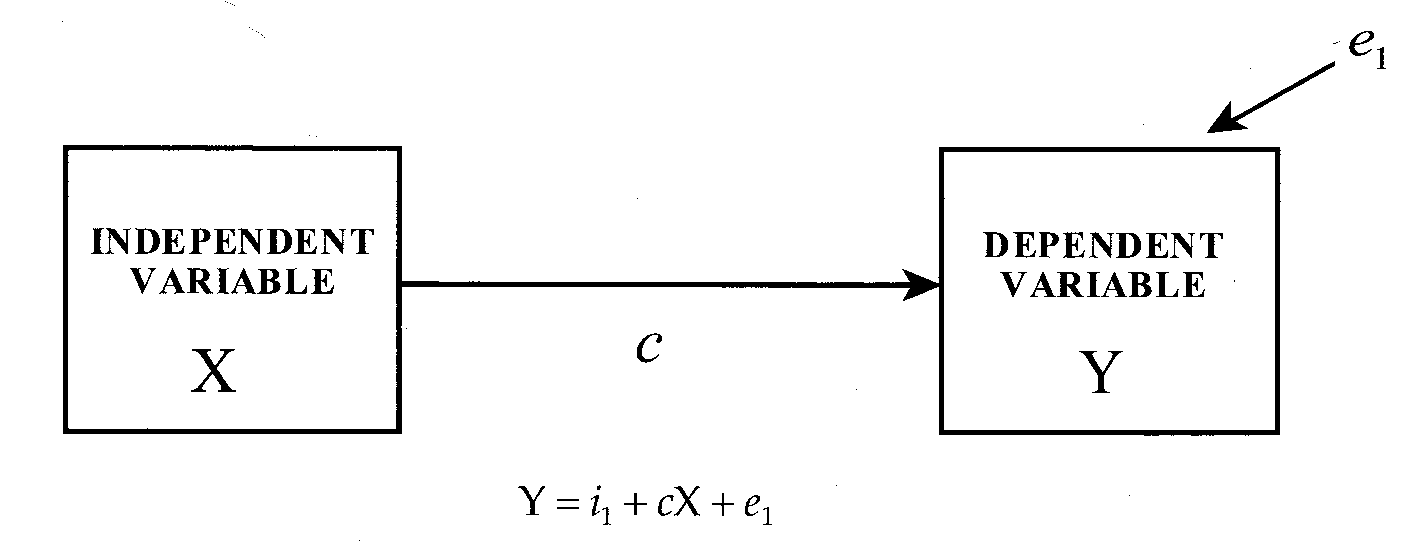 e₁
INDEPENDENT
VARIABLE
X
c
DEPENDENT
VARIABLE
Y
Y = i₁ + cX + e₁